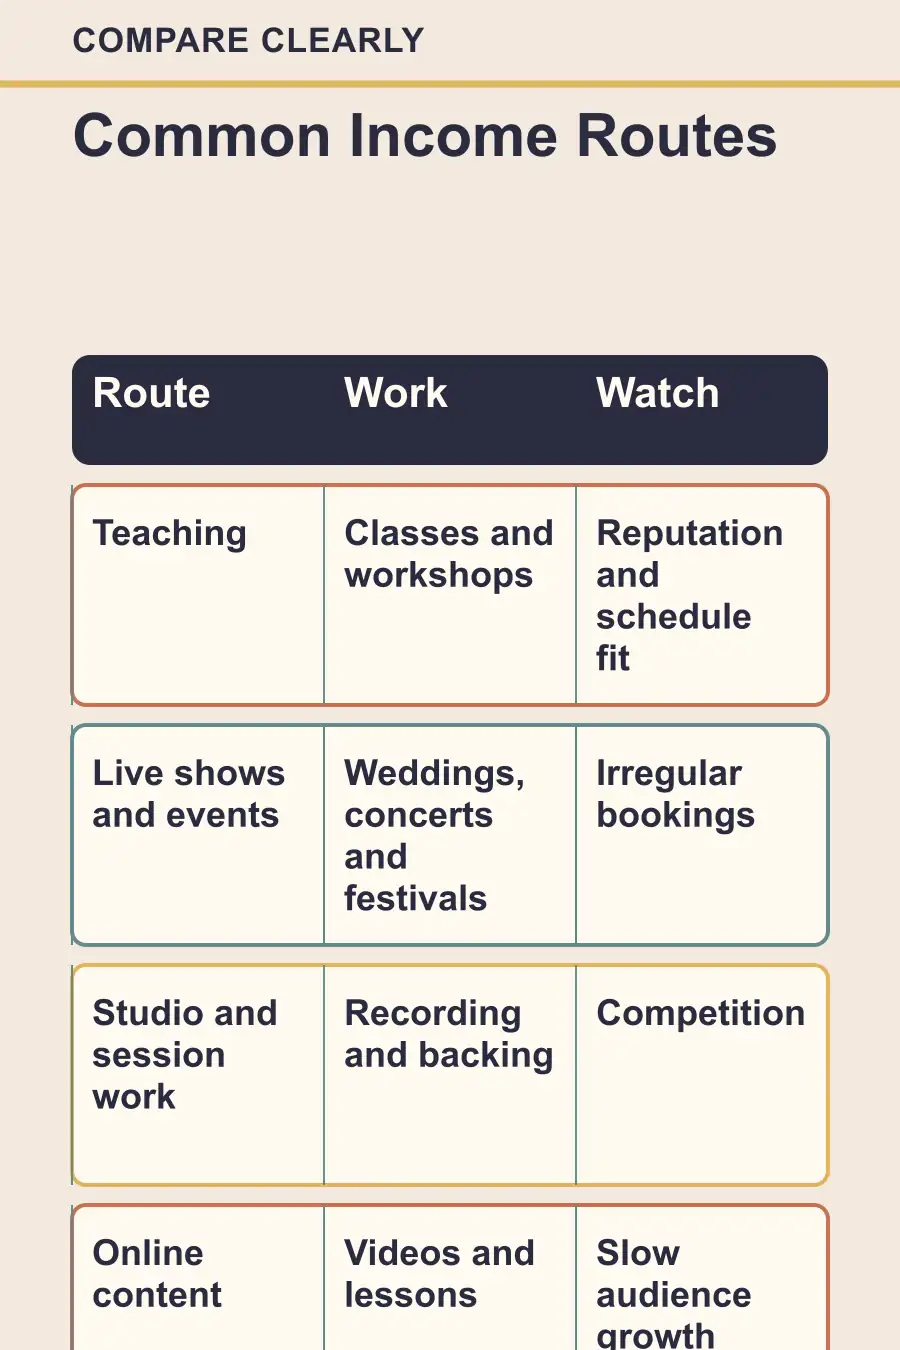 COMPARE CLEARLY
Common Income Routes
Route Work Watch
Teaching
Classes and
workshops
Reputation
and
schedule
fit
Live shows
and events
Weddings,
concerts
and
festivals
Irregular
bookings
Studio and
session
work
Recording
and backing
Competition
Online
content
Videos and
lessons
Slow
audience
growth